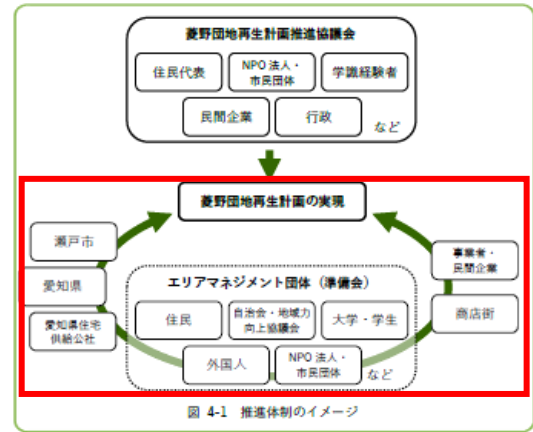 菱野団地再生計画推進協議会
住民代表
NPO 法人・
市民団体
学識経験者
民間企業
行政
など
菱野団地再生計画の実現
瀬戸市
愛知県
愛知県住宅
供給公社
事業者・
民間企業
商店街
エリアマネジメント団体（準備会）
住民
自治会・地域力
向上協議会
大学・学生
外国人
NPO 法人・
市民団体
など
図 4-1 推進体制のイメージ